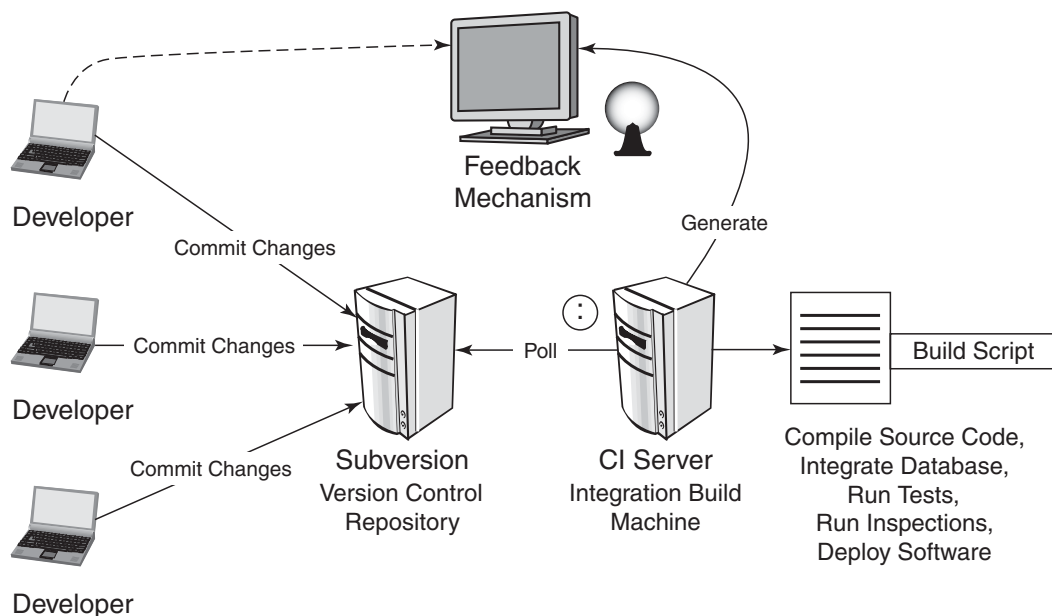 Feedback
Mechanism
Developer
Commit Changes
Generate
Developer
Commit Changes
Poll
:
Build Script
Developer
Commit Changes
Subversion
Version Control
Repository
CI Server
Integration Build
Machine
Compile Source Code,
Integrate Database,
Run Tests,
Run Inspections,
Deploy Software